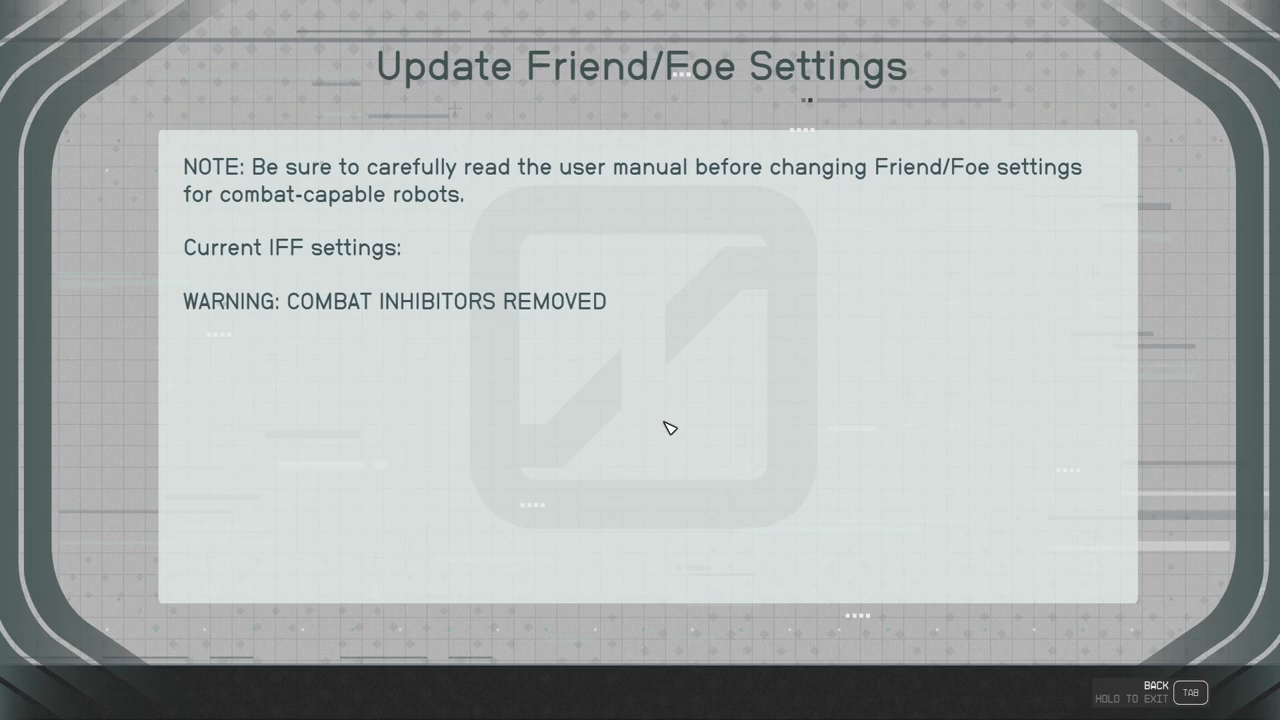 Update Friend/Foe Settings
NOTE: Be sure to carefully read the user manual before changing Friend/Foe settings
for combat-capable robots.
Current IFF settings:
WARNING: COMBAT INHIBITORS REMOVED
BACK
HOLD TO EXIT
TAB